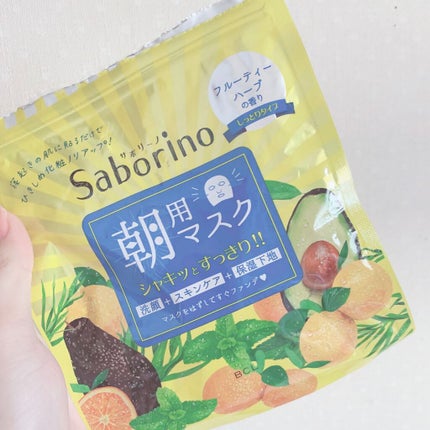 フルーティー
ハーブ
の香り
しっとりタイプ
寝起きの肌に貼るだけで
ひきしめ化粧ノリアップ!
サボリーノ
Saborino
朝用マスク
シャキッとすっきり!!
洗顔+スキンケア+保湿下地
マスクをはずしてすぐファンデ♥
BCL